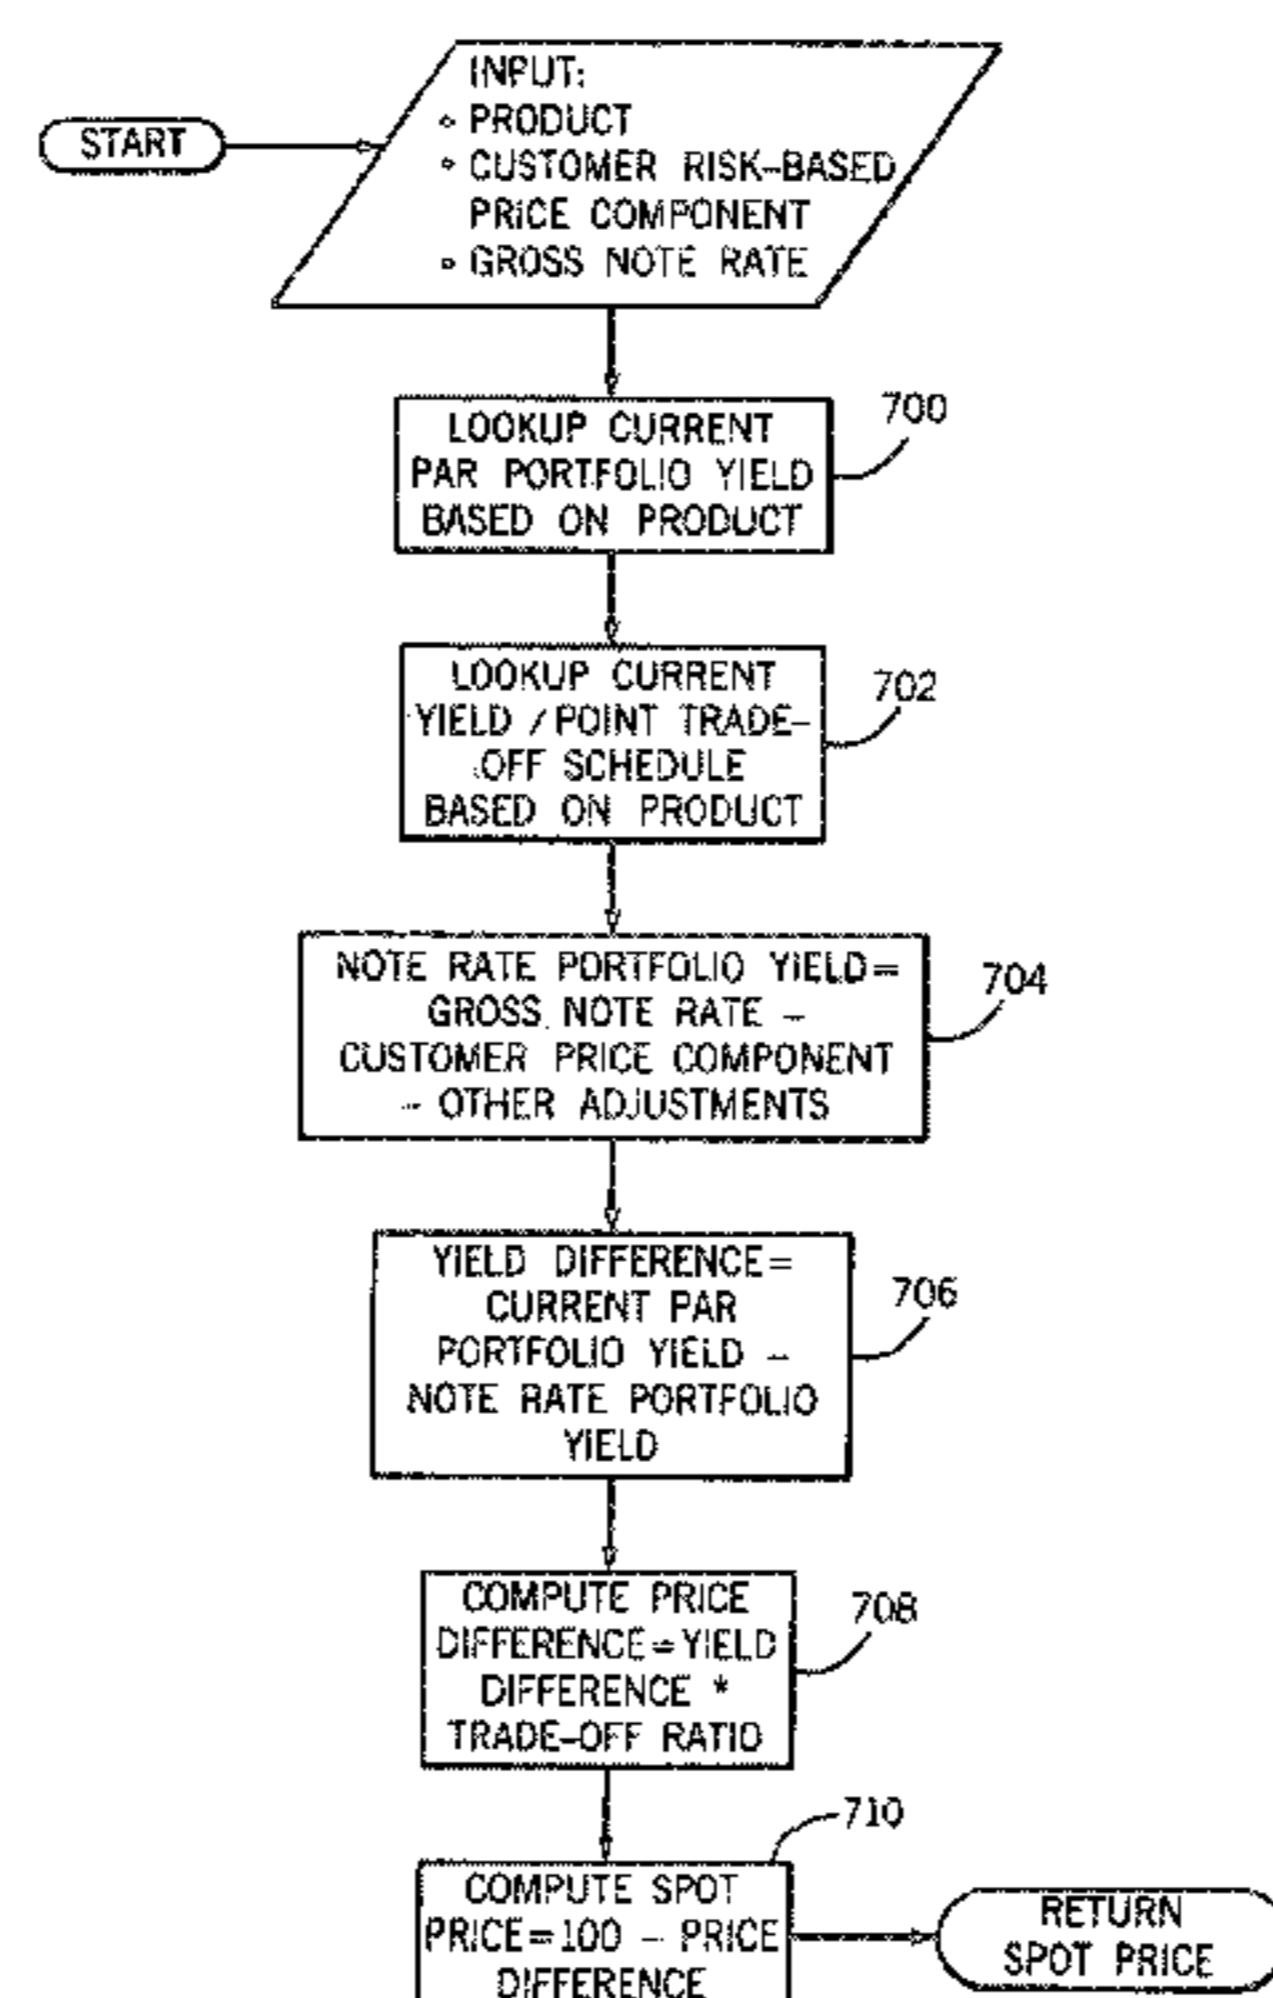 START
INPUT:
∘ PRODUCT
∘ CUSTOMER RISK-BASED
PRICE COMPONENT
∘ GROSS NOTE RATE
LOOKUP CURRENT
PAR PORTFOLIO YIELD
BASED ON PRODUCT
700
LOOKUP CURRENT
YIELD / POINT TRADE-
OFF SCHEDULE
BASED ON PRODUCT
702
NOTE RATE PORTFOLIO YIELD=
GROSS NOTE RATE -
CUSTOMER PRICE COMPONENT
- OTHER ADJUSTMENTS
704
YIELD DIFFERENCE=
CURRENT PAR
PORTFOLIO YIELD -
NOTE RATE PORTFOLIO
YIELD
706
COMPUTE PRICE
DIFFERENCE=YIELD
DIFFERENCE *
TRADE-OFF RATIO
708
COMPUTE SPOT
PRICE=100 - PRICE
DIFFERENCE
710
RETURN
SPOT PRICE